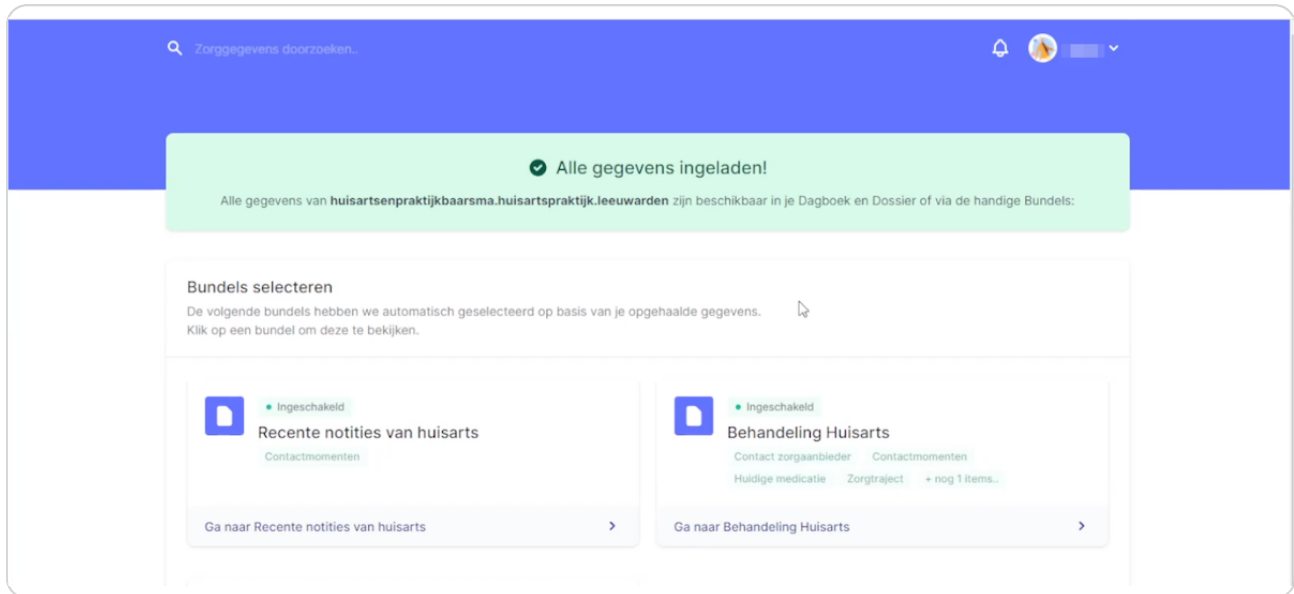 Zorggegevens doorzoeken..
Alle gegevens ingeladen!
Alle gegevens van huisartsenpraktijkbaarsma.huisartspraktijk.leeuwarden zijn beschikbaar in je Dagboek en Dossier of via de handige Bundels:
Bundels selecteren
De volgende bundels hebben we automatisch geselecteerd op basis van je opgehaalde gegevens.
Klik op een bundel om deze te bekijken.
Ingeschakeld
Recente notities van huisarts
Contactmomenten
Ga naar Recente notities van huisarts
Ingeschakeld
Behandeling Huisarts
Contact zorgaanbieder Contactmomenten
Huidige medicatie Zorgtraject + nog 1 items..
Ga naar Behandeling Huisarts